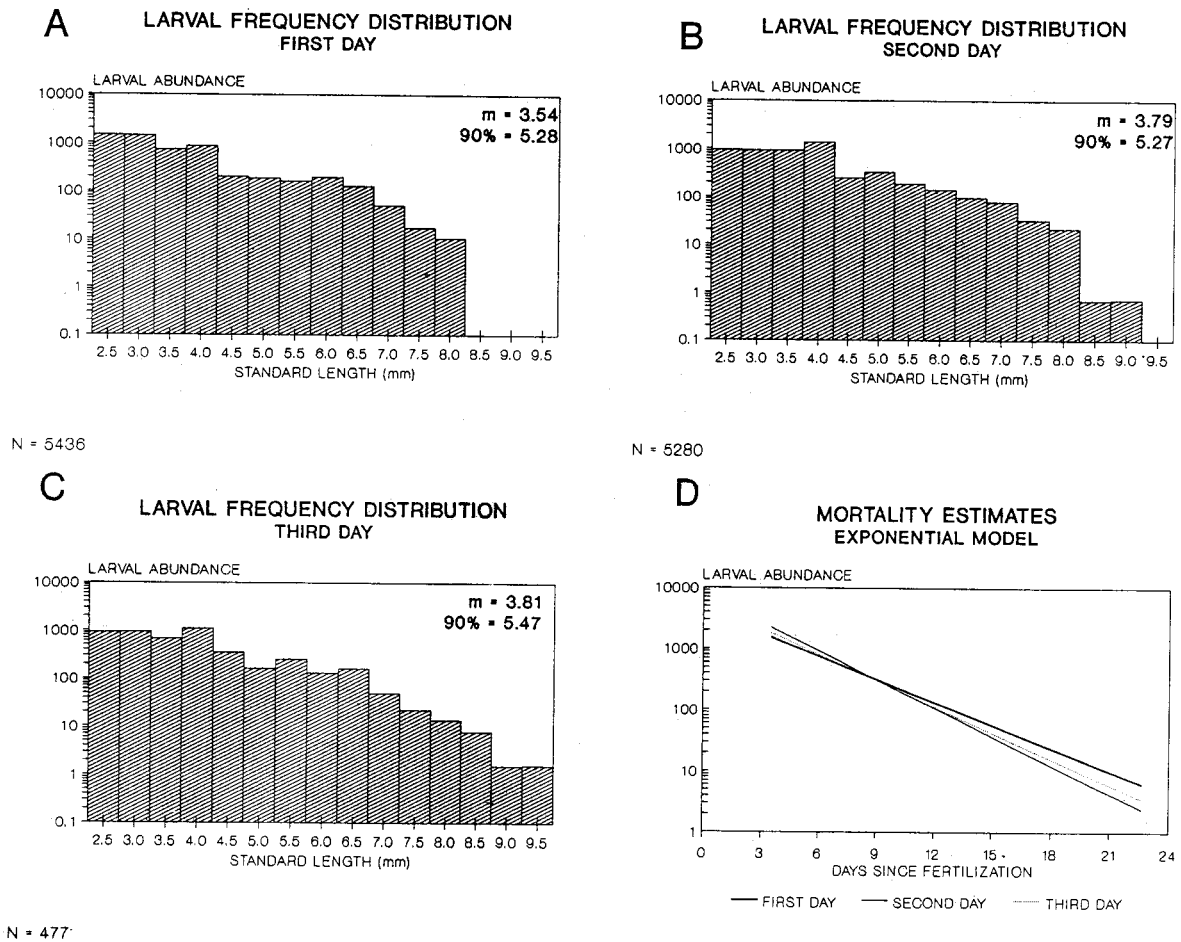 A
LARVAL FREQUENCY DISTRIBUTION
FIRST DAY
LARVAL ABUNDANCE
m = 3.54
90% = 5.28
10000
1000
100
10
1
0.1
2.5 3.0 3.5 4.0 4.5 5.0 5.5 6.0 6.5 7.0 7.5 8.0 8.5 9.0 9.5
STANDARD LENGTH (mm)
N = 5436
B
LARVAL FREQUENCY DISTRIBUTION
SECOND DAY
LARVAL ABUNDANCE
m = 3.79
90% = 5.27
10000
1000
100
10
1
0.1
2.5 3.0 3.5 4.0 4.5 5.0 5.5 6.0 6.5 7.0 7.5 8.0 8.5 9.0 9.5
STANDARD LENGTH (mm)
N = 5280
C
LARVAL FREQUENCY DISTRIBUTION
THIRD DAY
LARVAL ABUNDANCE
m = 3.81
90% = 5.47
10000
1000
100
10
1
0.1
2.5 3.0 3.5 4.0 4.5 5.0 5.5 6.0 6.5 7.0 7.5 8.0 8.5 9.0 9.5
STANDARD LENGTH (mm)
N = 477
D
MORTALITY ESTIMATES
EXPONENTIAL MODEL
LARVAL ABUNDANCE
10000
1000
100
10
1
0 3 6 9 12 15 18 21 24
DAYS SINCE FERTILIZATION
FIRST DAY SECOND DAY THIRD DAY